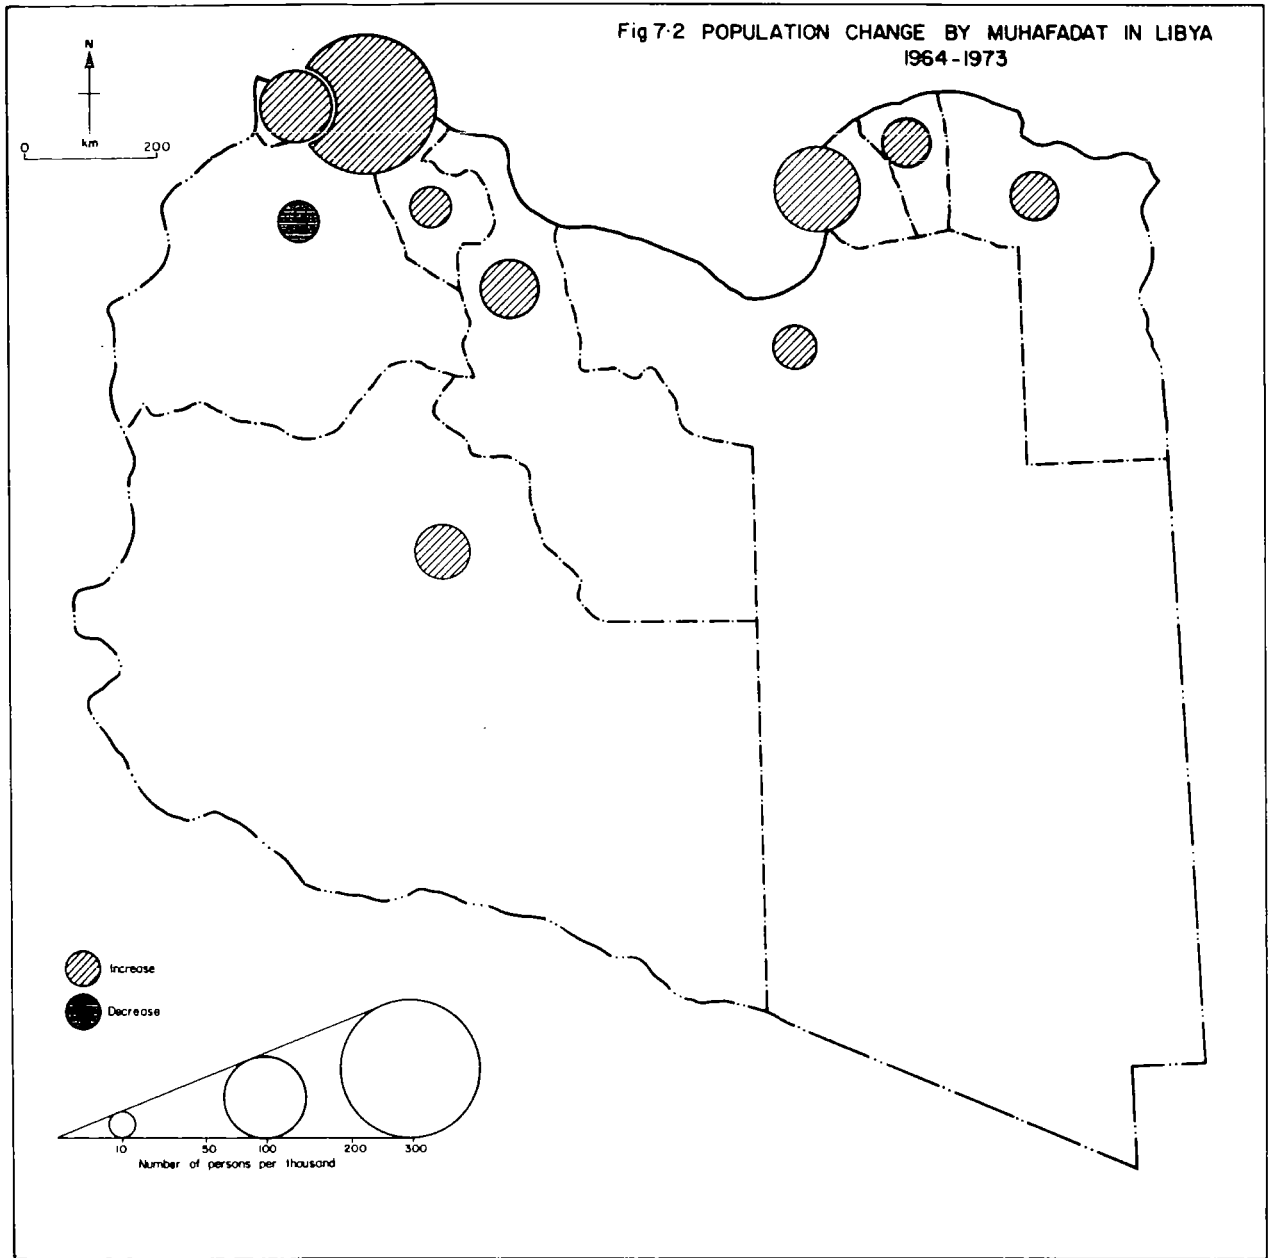 Fig 7·2 POPULATION CHANGE BY MUHAFADAT IN LIBYA
1964-1973
N
km
0 200
Increase
Decrease
10 50 100 200 300
Number of persons per thousand